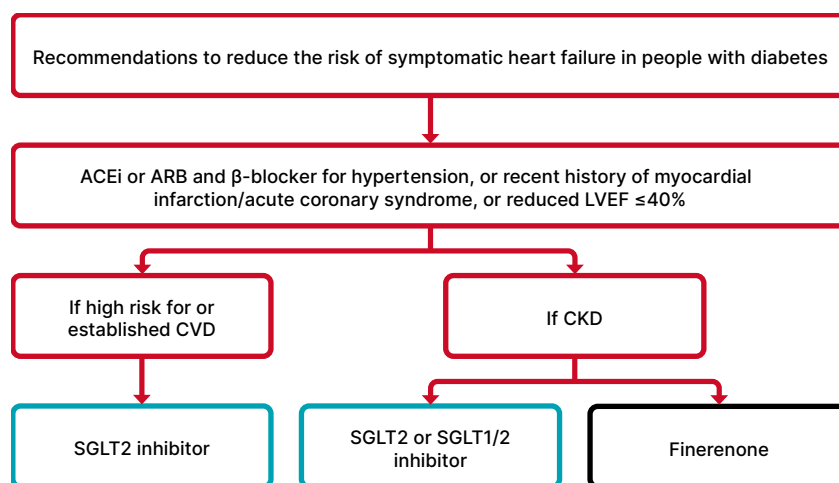 Recommendations to reduce the risk of symptomatic heart failure in people with diabetes
ACEi or ARB and β-blocker for hypertension, or recent history of myocardial
infarction/acute coronary syndrome, or reduced LVEF ≤40%
If high risk for or
established CVD
If CKD
SGLT2 inhibitor
SGLT2 or SGLT1/2
inhibitor
Finerenone